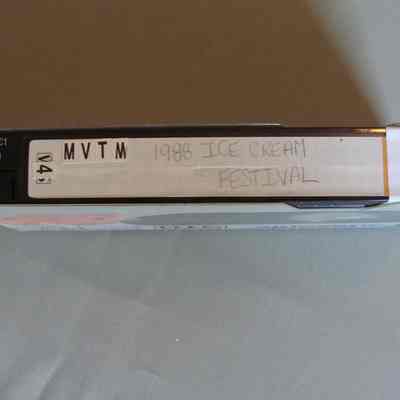 MVTM 1988 ICE CREAM
FESTIVAL
V4